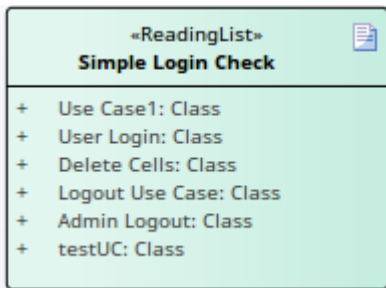 «ReadingList»
Simple Login Check
+ Use Case1: Class
+ User Login: Class
+ Delete Cells: Class
+ Logout Use Case: Class
+ Admin Logout: Class
+ testUC: Class